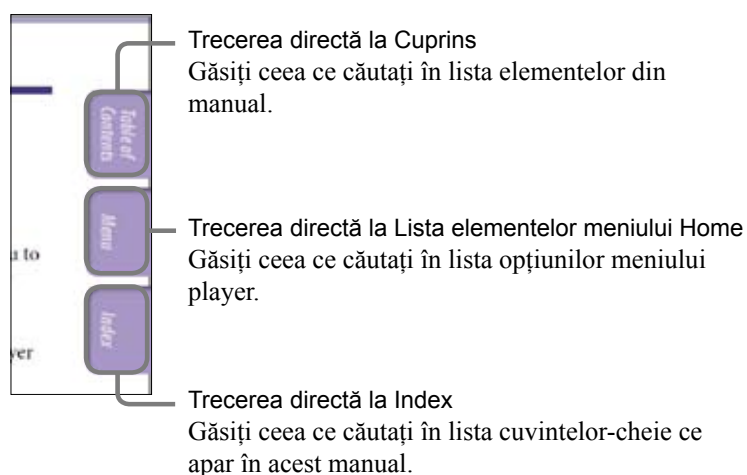 Trecerea directă la Cuprins
Găsiți ceea ce căutați în lista elementelor din
manual.
Table of
Contents
Trecerea directă la Lista elementelor meniului Home
Găsiți ceea ce căutați în lista opțiunilor meniului
player.
Menu
u to
Trecerea directă la Index
Găsiți ceea ce căutați în lista cuvintelor-cheie ce
apar în acest manual.
Index
yer